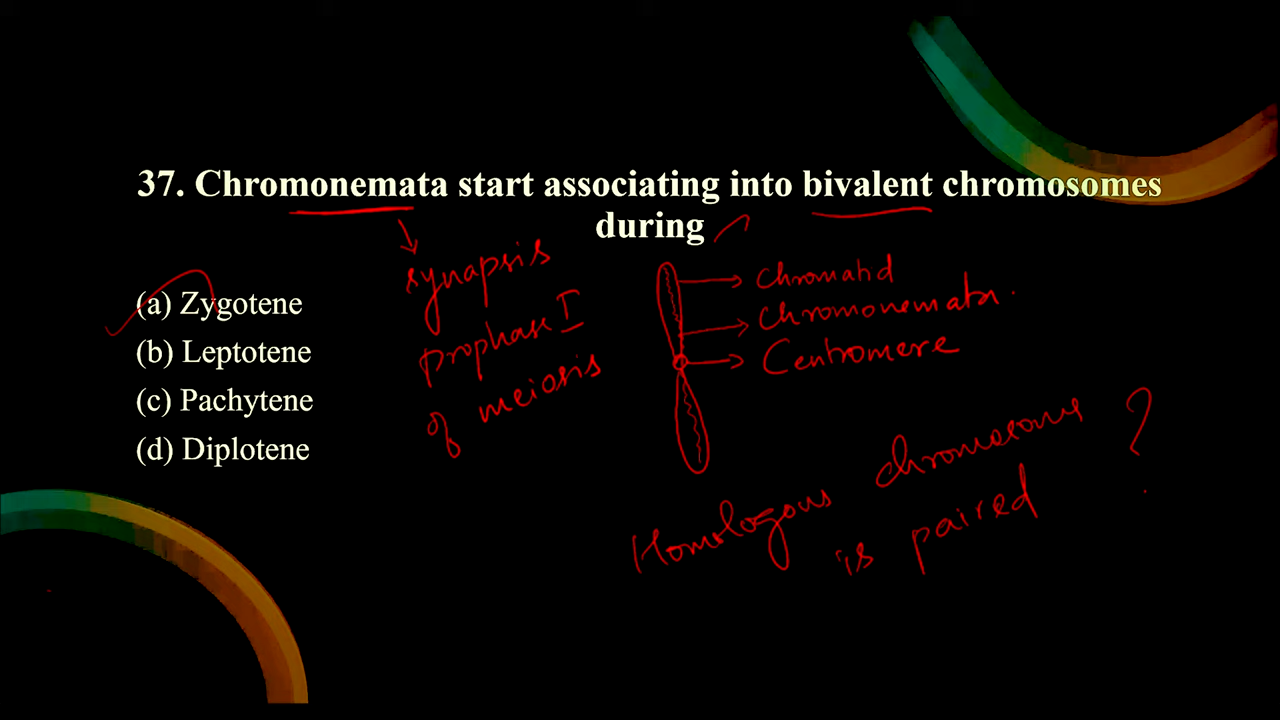 37. Chromonemata start associating into bivalent chromosomes
during
(a) Zygotene
(b) Leptotene
(c) Pachytene
(d) Diplotene
synapsis
prophase I
of meiosis
Chromatid
Chromonemata.
Centromere
Homologous chromosoms
is paired ?